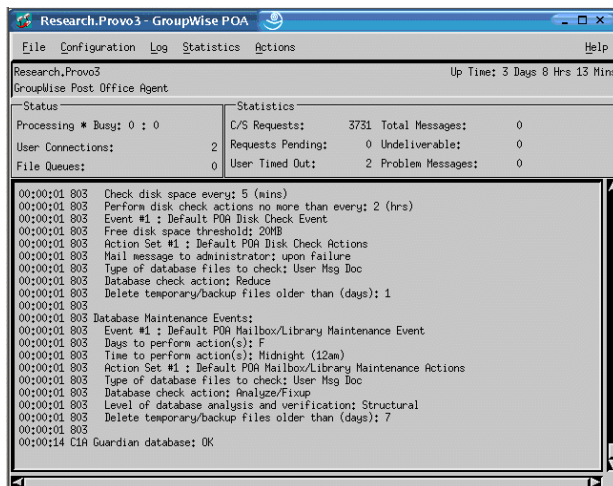 Research.Provo3 - GroupWise POA
File Configuration Log Statistics Actions Help
Research.Provo3 Up Time: 3 Days 8 Hrs 13 Mins
GroupWise Post Office Agent
Status Statistics
Processing * Busy: 0 : 0 C/S Requests: 3731 Total Messages: 0
User Connections: 2 Requests Pending: 0 Undeliverable: 0
File Queues: 0 User Timed Out: 2 Problem Messages: 0
00:00:01 803 Check disk space every: 5 (mins)
00:00:01 803 Perform disk check actions no more than every: 2 (hrs)
00:00:01 803 Event #1 : Default POA Disk Check Event
00:00:01 803 Free disk space threshold: 20MB
00:00:01 803 Action Set #1 : Default POA Disk Check Actions
00:00:01 803 Mail message to administrator: upon failure
00:00:01 803 Type of database files to check: User Msg Doc
00:00:01 803 Database check action: Reduce
00:00:01 803 Delete temporary/backup files older than (days): 1
00:00:01 803
00:00:01 803 Database Maintenance Events:
00:00:01 803 Event #1 : Default POA Mailbox/Library Maintenance Event
00:00:01 803 Days to perform action(s): F
00:00:01 803 Time to perform action(s): Midnight (12am)
00:00:01 803 Action Set #1 : Default POA Mailbox/Library Maintenance Actions
00:00:01 803 Type of database files to check: User Msg Doc
00:00:01 803 Database check action: Analyze/Fixup
00:00:01 803 Level of database analysis and verification: Structural
00:00:01 803 Delete temporary/backup files older than (days): 7
00:00:01 803
00:00:14 C1A Guardian database: OK